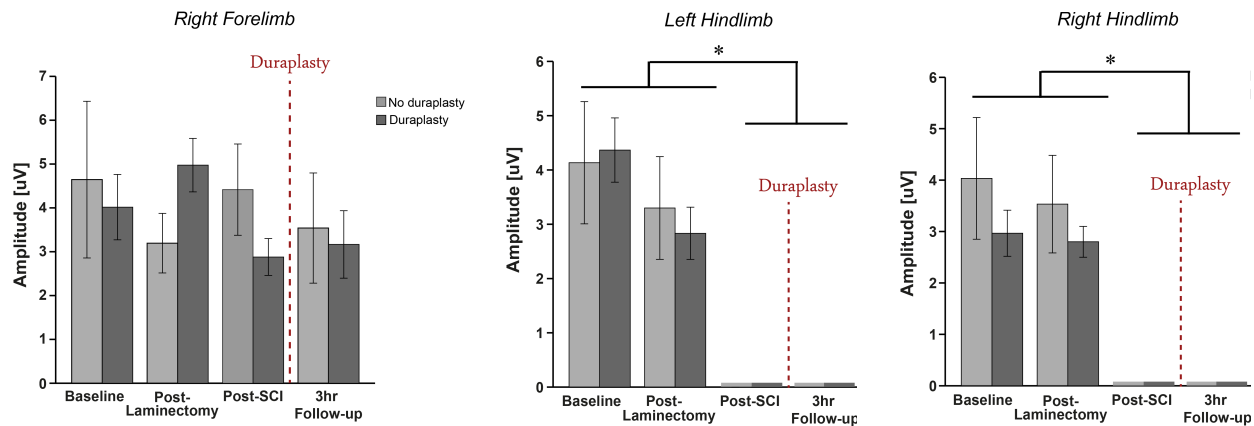 Right Forelimb
Duraplasty
No duraplasty
Duraplasty
Amplitude [uV]
7
6
5
4
3
2
1
0
Baseline
Post-
Laminectomy
Post-SCI
3hr
Follow-up
Left Hindlimb
*
Duraplasty
Amplitude [uV]
6
5
4
3
2
1
0
Baseline
Post-
Laminectomy
Post-SCI
3hr
Follow-up
Right Hindlimb
*
Duraplasty
Amplitude [uV]
6
5
4
3
2
1
0
Baseline
Post-
Laminectomy
Post-SCI
3hr
Follow-up